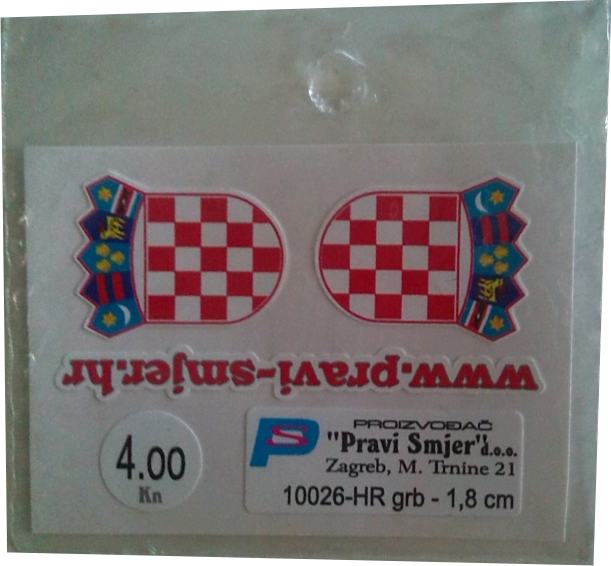 www.pravi-smjer.hr
4.00
Kn
PS
PROIZVOĐAČ
"Pravi Smjer"d.o.o.
Zagreb, M. Trnine 21
10026-HR grb - 1,8 cm